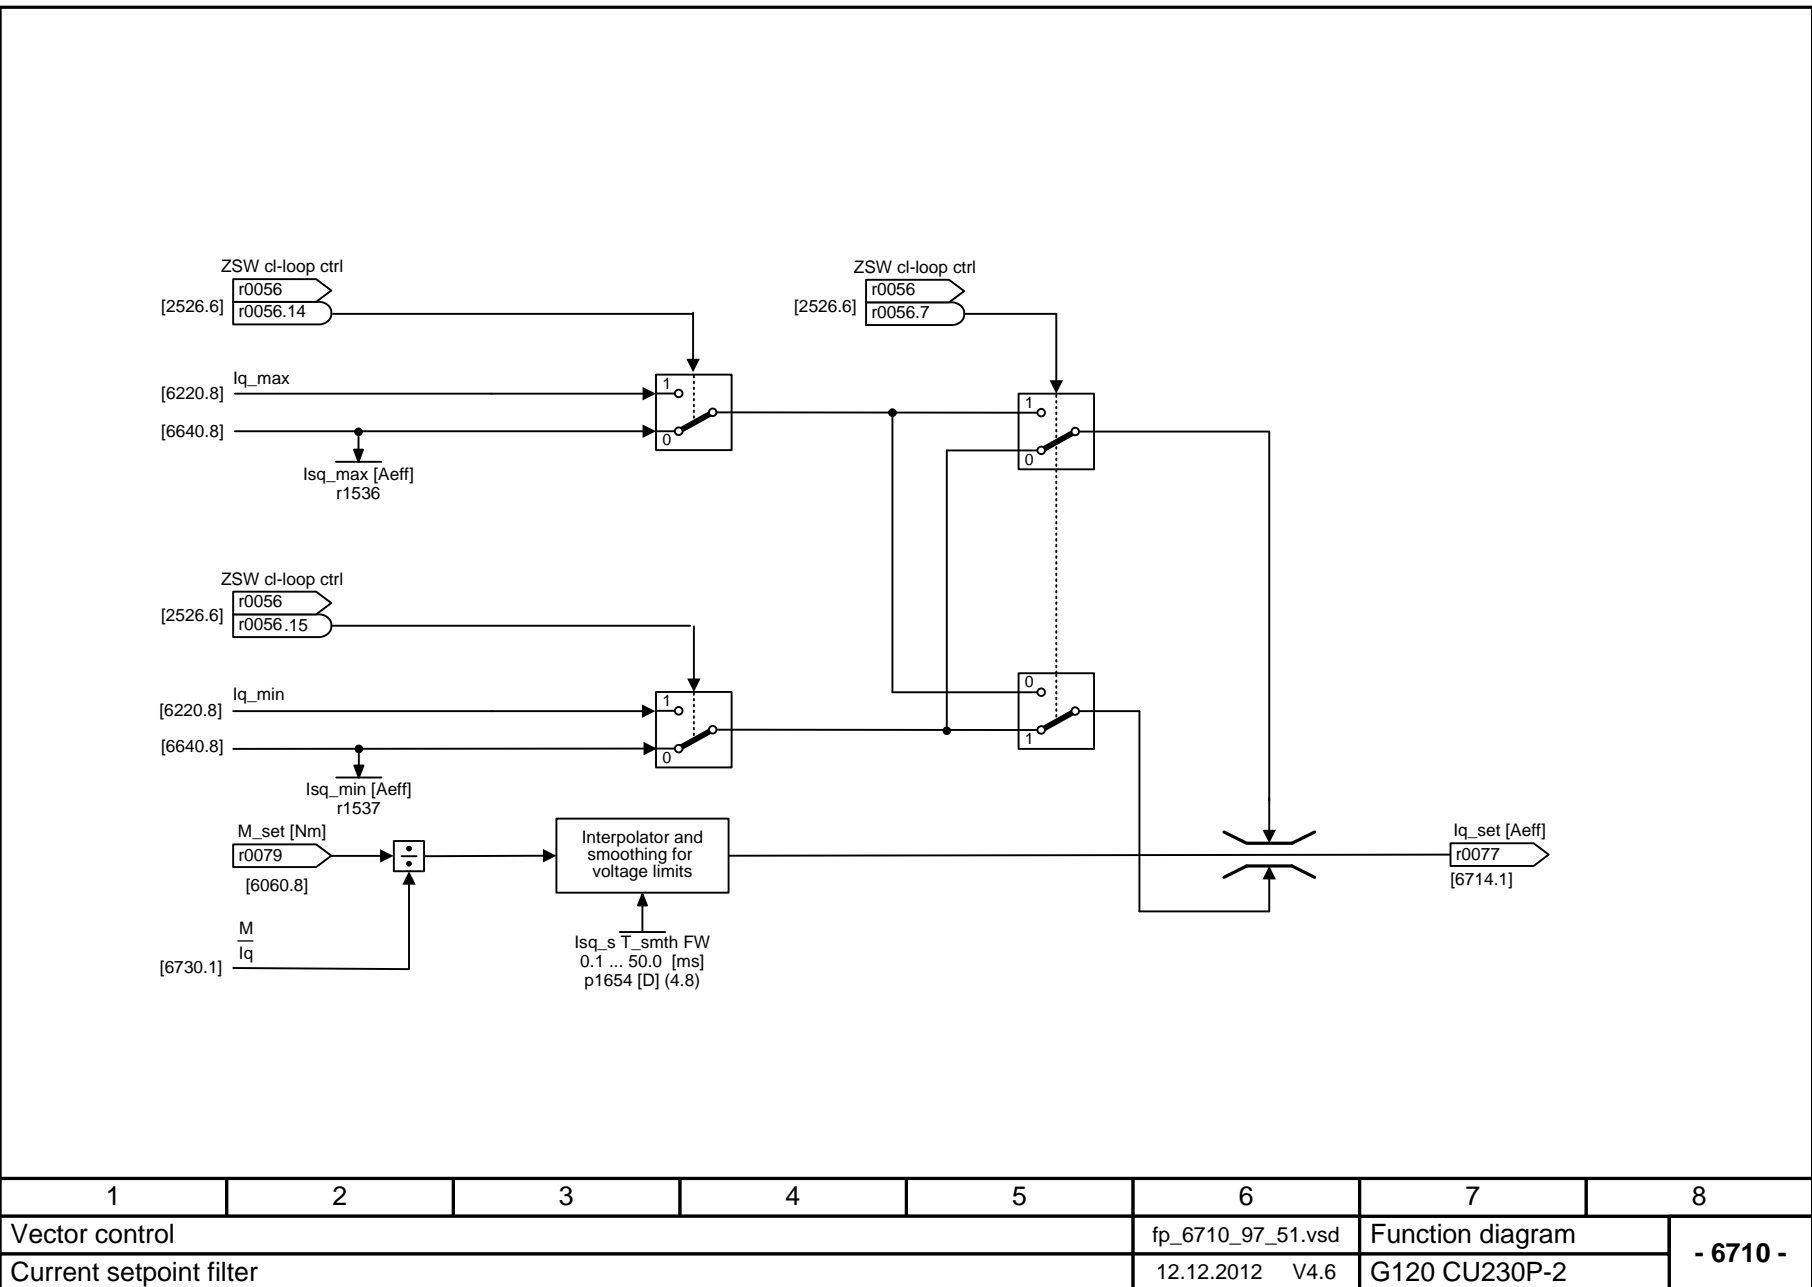 ZSW cl-loop ctrl
r0056
[2526.6] r0056.14
ZSW cl-loop ctrl
r0056
[2526.6] r0056.7
Iq_max
[6220.8]
[6640.8]
1
0
1
0
Isq_max [Aeff]
r1536
ZSW cl-loop ctrl
r0056
[2526.6] r0056.15
Iq_min
[6220.8]
[6640.8]
1
0
0
1
Isq_min [Aeff]
r1537
M_set [Nm]
r0079
[6060.8]
÷
Interpolator and
smoothing for
voltage limits
Iq_set [Aeff]
r0077
[6714.1]
M
Iq
[6730.1]
Isq_s T_smth FW
0.1 ... 50.0 [ms]
p1654 [D] (4.8)
1 2 3 4 5 6 7 8
Vector control fp_6710_97_51.vsd Function diagram
- 6710 -
Current setpoint filter 12.12.2012 V4.6 G120 CU230P-2